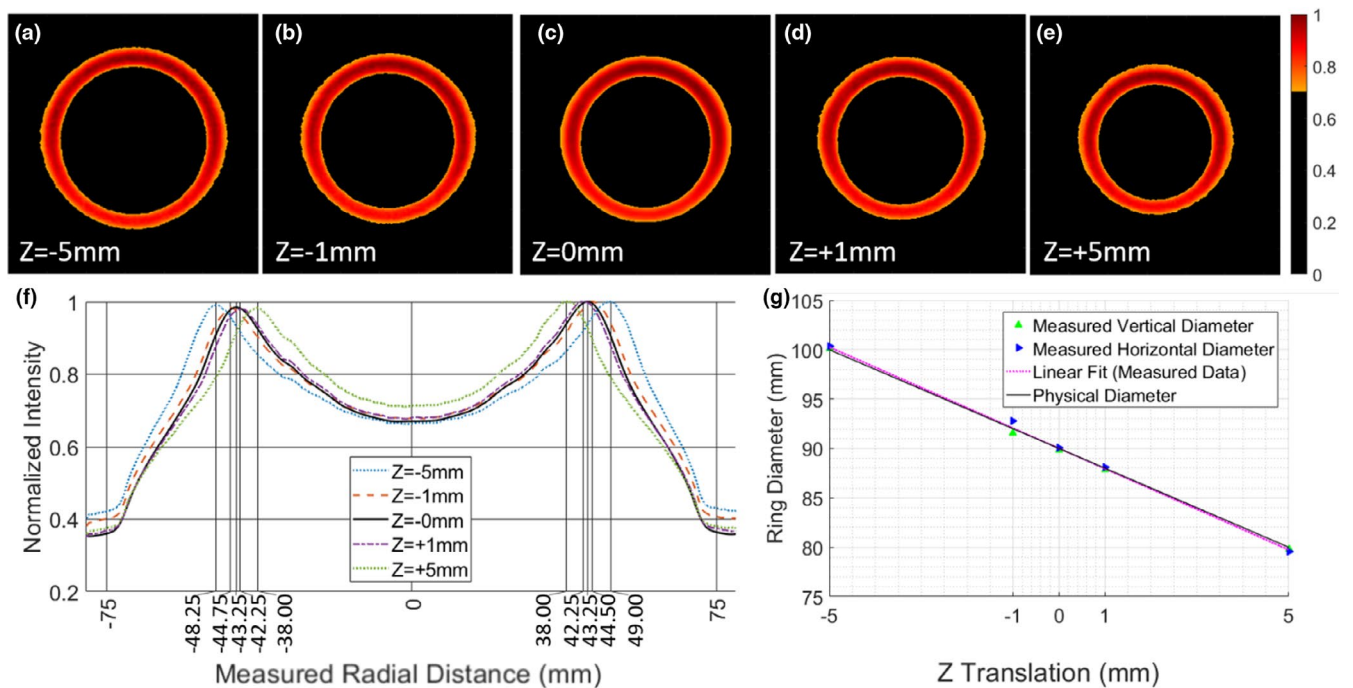 (a)
Z=-5mm
(b)
Z=-1mm
(c)
Z=0mm
(d)
Z=+1mm
(e)
Z=+5mm
1
0.8
0.6
0.4
0.2
0
(f)
Normalized Intensity
1
0.8
0.6
0.4
0.2
Z=-5mm
Z=-1mm
Z=-0mm
Z=+1mm
Z=+5mm
-75
-48.25
-44.75
-43.25
-42.25
-38.00
0
38.00
42.25
43.25
44.50
49.00
75
Measured Radial Distance (mm)
(g)
Ring Diameter (mm)
105
100
95
90
85
80
75
Measured Vertical Diameter
Measured Horizontal Diameter
Linear Fit (Measured Data)
Physical Diameter
-5
-1
0
1
5
Z Translation (mm)